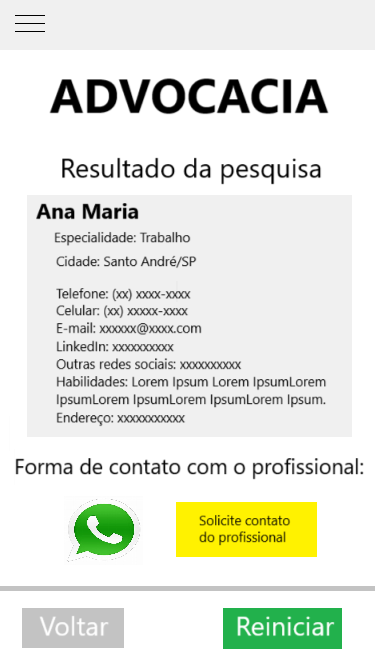 ADVOCACIA
Resultado da pesquisa
Ana Maria
Especialidade: Trabalho
Cidade: Santo André/SP
Telefone: (xx) xxxx-xxxx
Celular: (xx) xxxxx-xxxx
E-mail: xxxxxx@xxxx.com
LinkedIn: xxxxxxxxxx
Outras redes sociais: xxxxxxxxxx
Habilidades: Lorem Ipsum Lorem IpsumLorem
IpsumLorem IpsumLorem IpsumLorem Ipsum.
Endereço: xxxxxxxxxxx
Forma de contato com o profissional:
Solicite contato
do profissional
Voltar
Reiniciar